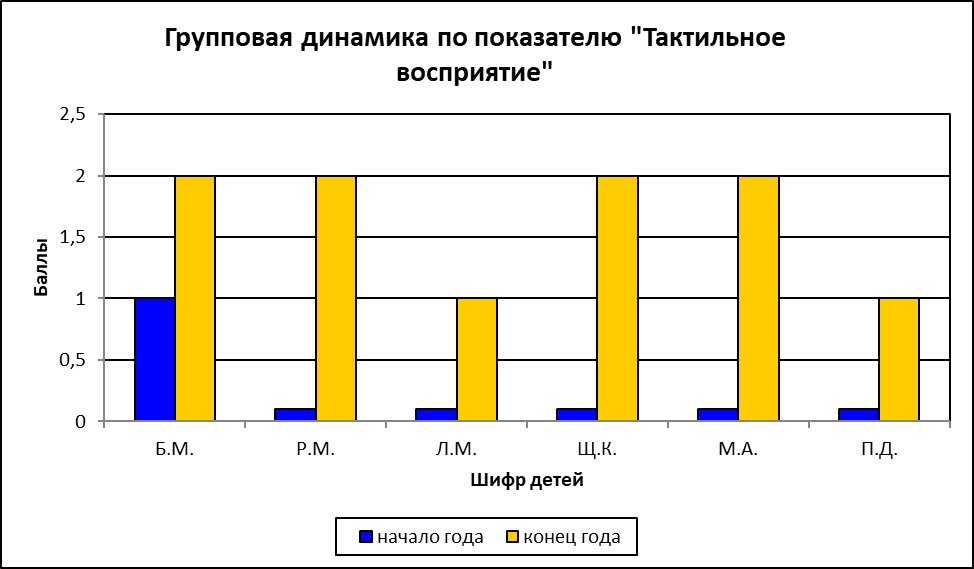 Групповая динамика по показателю "Тактильное
восприятие"
2,5
2
1,5
1
0,5
0
Баллы
Б.М. Р.М. Л.М. Щ.К. М.А. П.Д.
Шифр детей
начало года конец года